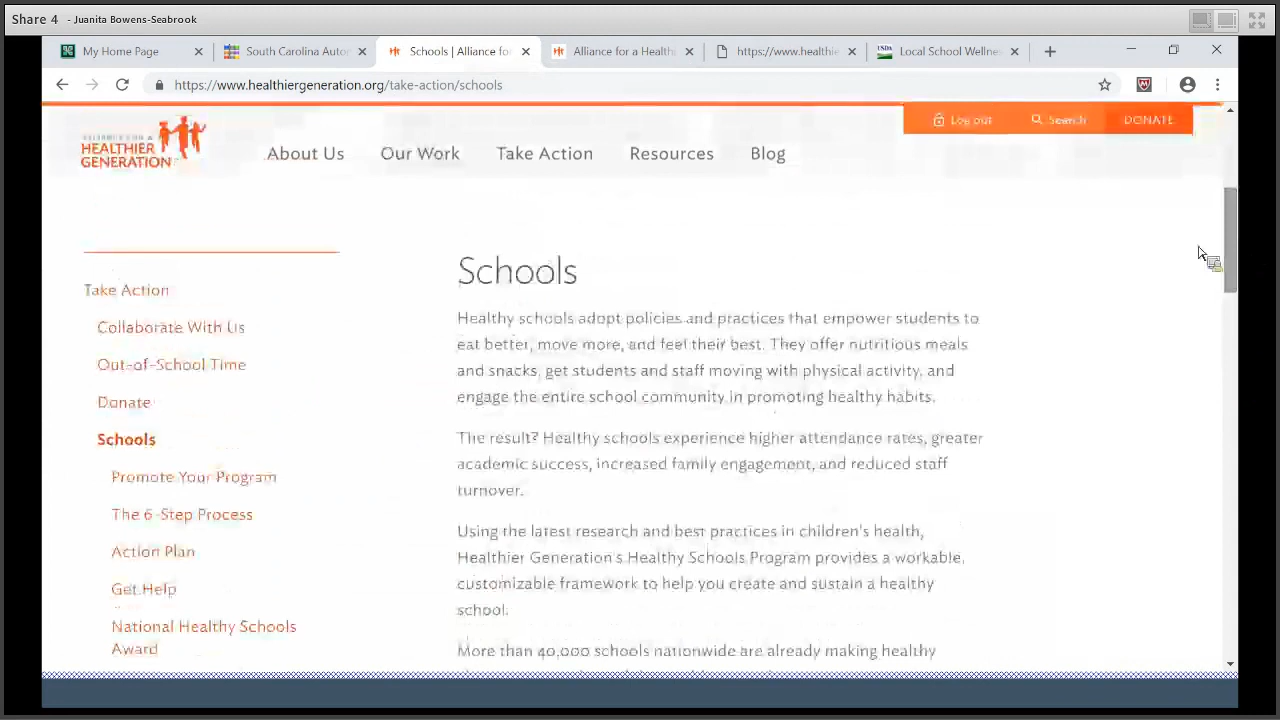 Share 4 - Juanita Bowens-Seabrook
My Home Page
South Carolina Autor
Schools | Alliance for
Alliance for a Health
https://www.healthie
USDA
Local School Wellne
https://www.healthiergeneration.org/take-action/schools
HEALTHIER
GENERATION
About Us
Our Work
Take Action
Resources
Blog
Log out
Search
DONATE
Take Action
Collaborate With Us
Out-of-School Time
Donate
Schools
Promote Your Program
The 6-Step Process
Action Plan
Get Help
National Healthy Schools
Award
Schools
Healthy schools adopt policies and practices that empower students to
eat better, move more, and feel their best. They offer nutritious meals
and snacks, get students and staff moving with physical activity, and
engage the entire school community in promoting healthy habits.
The result? Healthy schools experience higher attendance rates, greater
academic success, increased family engagement, and reduced staff
turnover.
Using the latest research and best practices in children's health,
Healthier Generation's Healthy Schools Program provides a workable,
customizable framework to help you create and sustain a healthy
school.
More than 40,000 schools nationwide are already making healthy